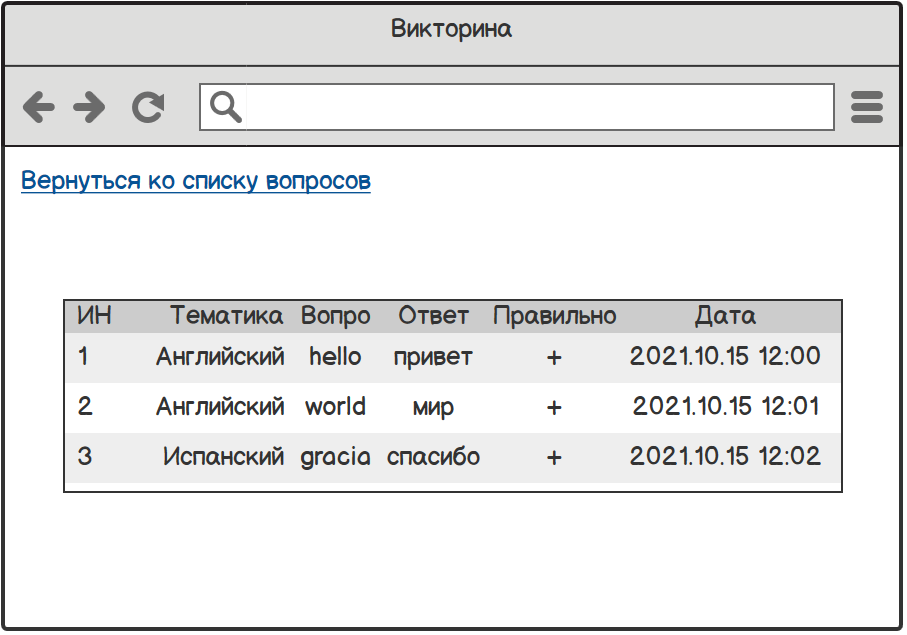 Викторина
Вернуться ко списку вопросов
ИН Тематика Вопро Ответ Правильно Дата
1 Английский hello привет + 2021.10.15 12:00
2 Английский world мир + 2021.10.15 12:01
3 Испанский gracia спасибо + 2021.10.15 12:02